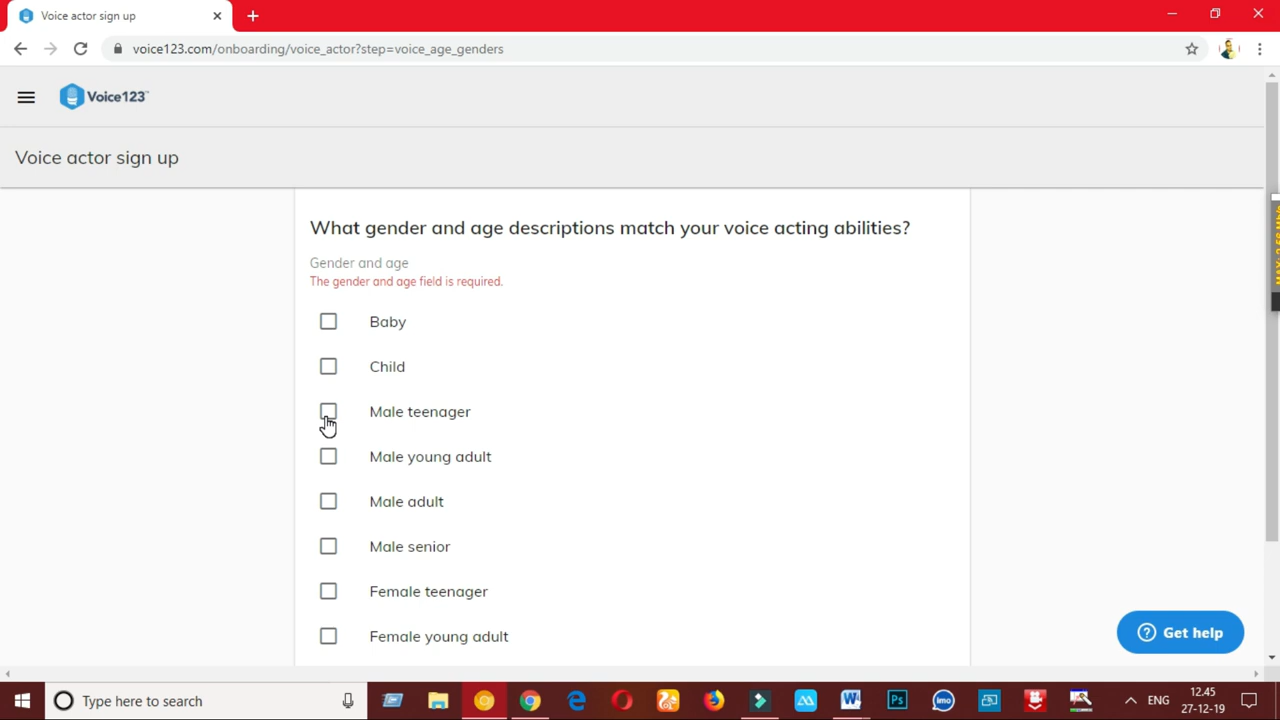 Voice actor sign up
voice123.com/onboarding/voice_actor?step=voice_age_genders
Voice123™
Voice actor sign up
What gender and age descriptions match your voice acting abilities?
Gender and age
The gender and age field is required.
Baby
Child
Male teenager
Male young adult
Male adult
Male senior
Female teenager
Female young adult
Get help
Type here to search
W
Ps
imo
ENG
12.45
27-12-19